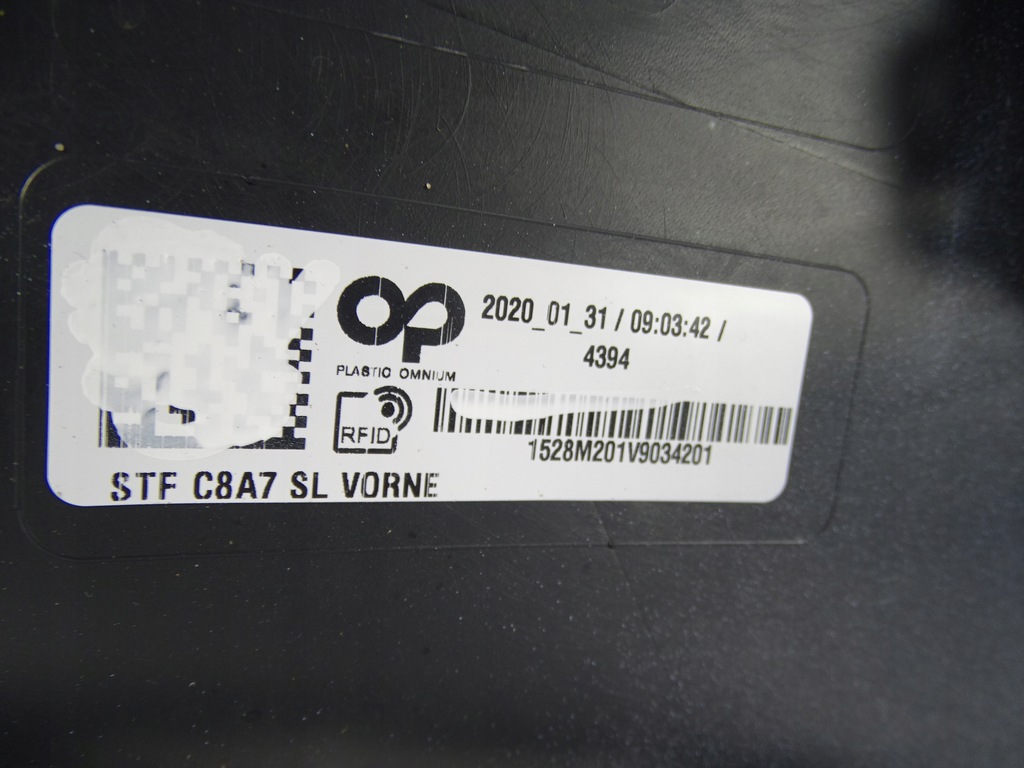 OP
PLASTIC OMNIUM
2020_01_31 / 09:03:42 /
4394
RFID
1528M201V9034201
STF C8A7 SL VORNE